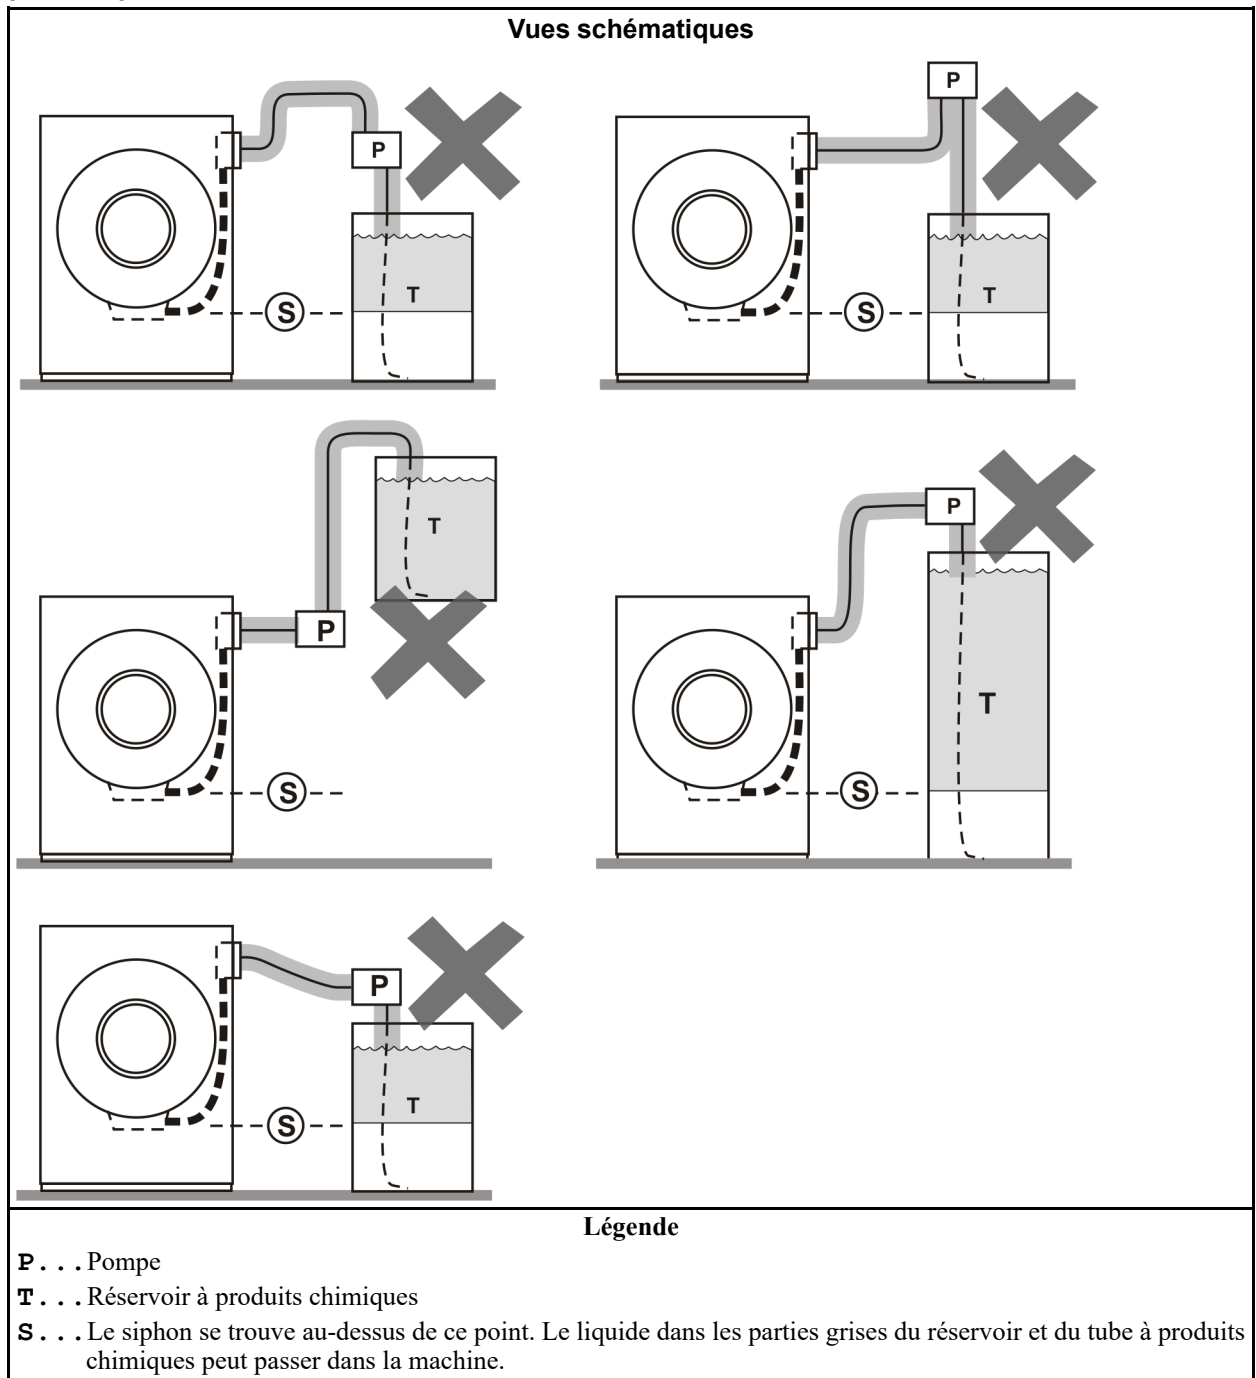 Vues schématiques
P
P
T
S
T
S
T
P
P
T
S
S
P
T
S
Légende
P...Pompe
T...Réservoir à produits chimiques
S...Le siphon se trouve au-dessus de ce point. Le liquide dans les parties grises du réservoir et du tube à produits
chimiques peut passer dans la machine.